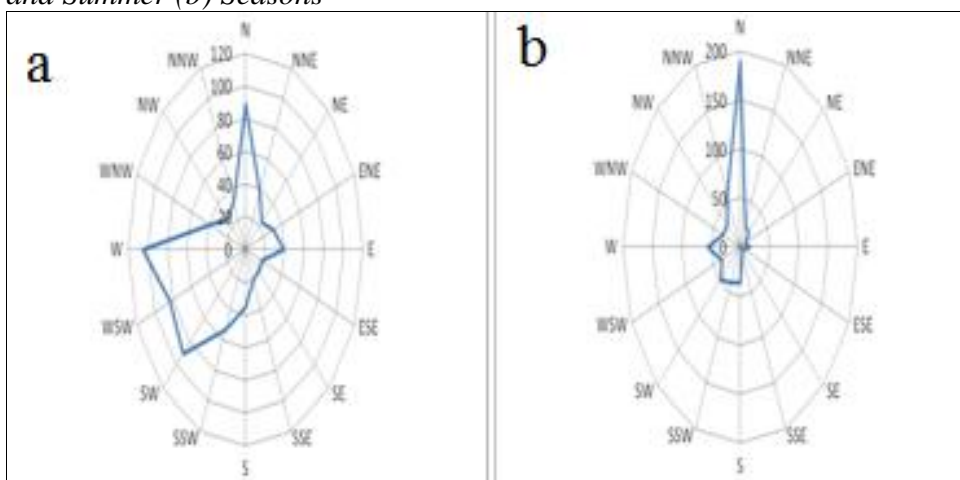 and Summer (b) Seasons
a
N
NNE
NE
ENE
E
ESE
SE
SSE
S
SSW
SW
WSW
W
WNW
NW
NNW
120
100
80
60
40
20
0
b
N
NNE
NE
ENE
E
ESE
SE
SSE
S
SSW
SW
WSW
W
WNW
NW
NNW
200
150
100
50
0